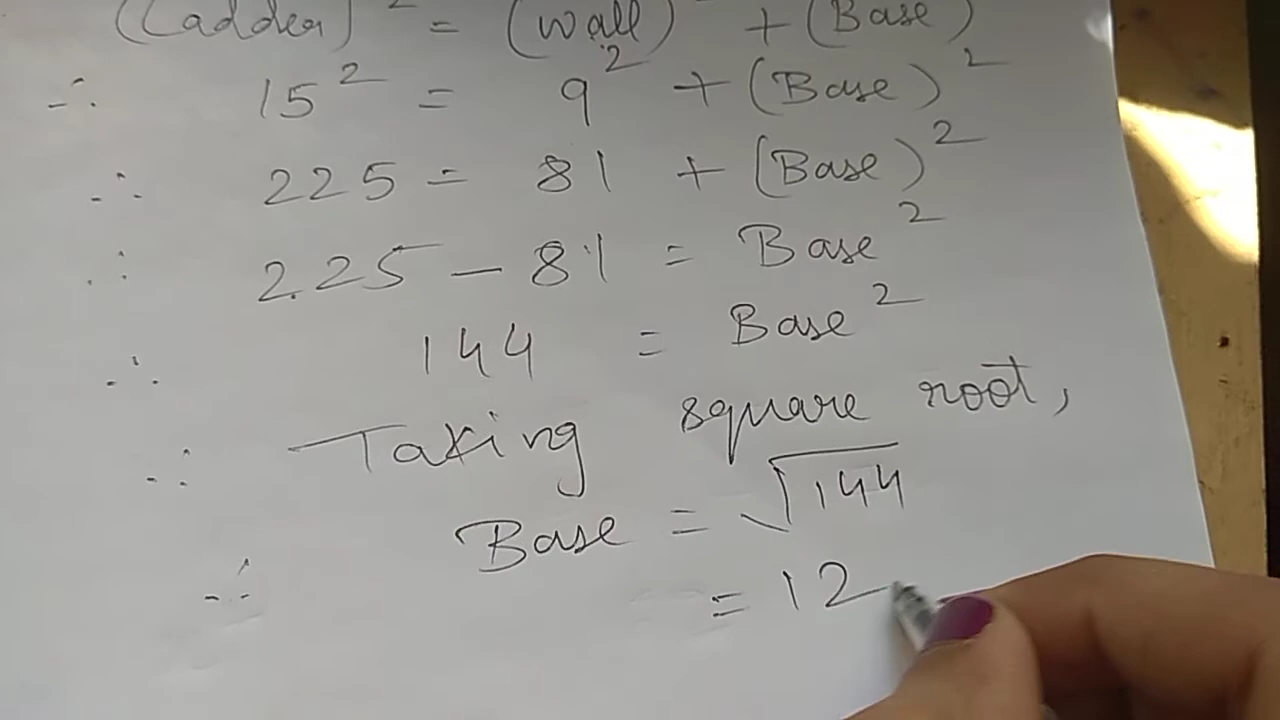 (Ladder)² = (Wall)² + (Base)
∴ 15² = 9² + (Base)²
∴ 225 = 81 + (Base)²
∴ 225 - 81 = Base²
∴ 144 = Base²
∴ Taking square root,
∴ Base = √144
= 12